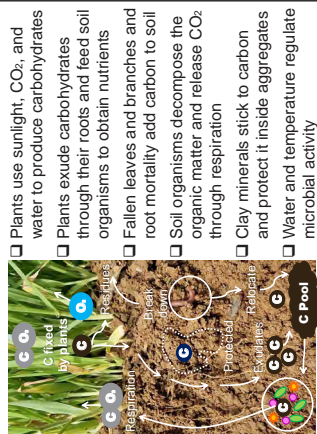 ❑ Plants use sunlight, CO₂, and
water to produce carbohydrates
❑ Plants exude carbohydrates
through their roots and feed soil
organisms to obtain nutrients
❑ Fallen leaves and branches and
root mortality add carbon to soil
❑ Soil organisms decompose the
organic matter and release CO₂
through respiration
❑ Clay minerals stick to carbon
and protect it inside aggregates
❑ Water and temperature regulate
microbial activity
C O₂
C fixed
by plants
O₂
C
Residues
C O₂
Respiration
Break
down
C
Protected
Relocate
Exudates
C
C C
C
C Pool
C